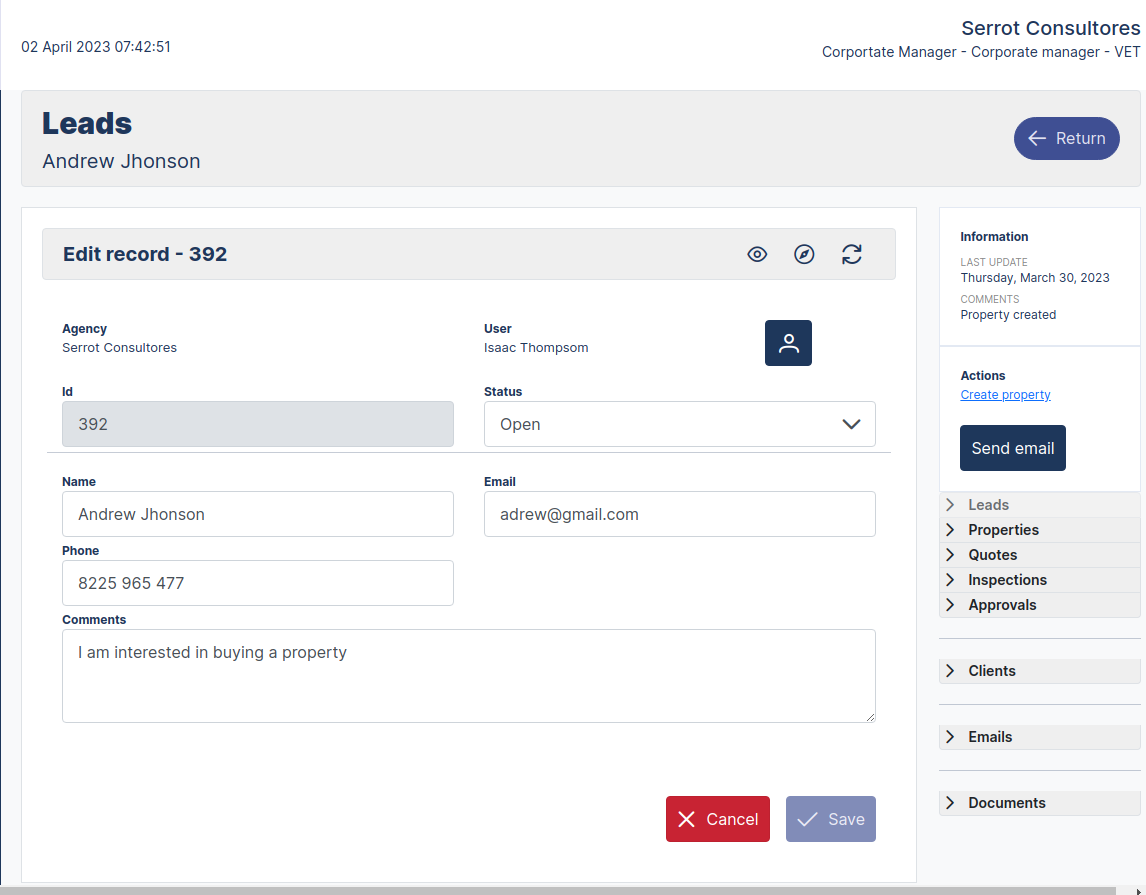 Serrot Consultores
02 April 2023 07:42:51
Corportate Manager - Corporate manager - VET
Leads
Andrew Jhonson
Return
Edit record - 392
Agency
Serrot Consultores
User
Isaac Thompsom
Id
392
Status
Open
Name
Andrew Jhonson
Email
adrew@gmail.com
Phone
8225 965 477
Comments
I am interested in buying a property
Cancel
Save
Information
LAST UPDATE
Thursday, March 30, 2023
COMMENTS
Property created
Actions
Create property
Send email
Leads
Properties
Quotes
Inspections
Approvals
Clients
Emails
Documents